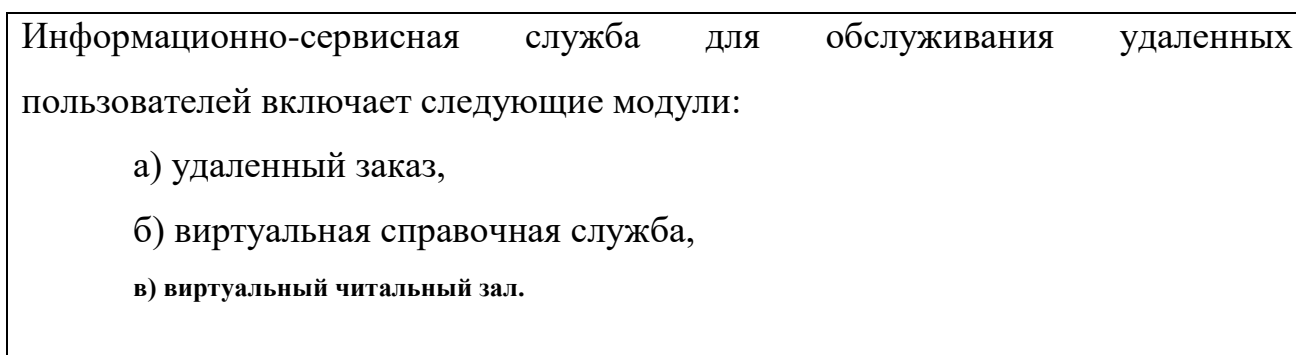 Информационно-сервисная служба для обслуживания удаленных
пользователей включает следующие модули:
а) удаленный заказ,
б) виртуальная справочная служба,
в) виртуальный читальный зал.